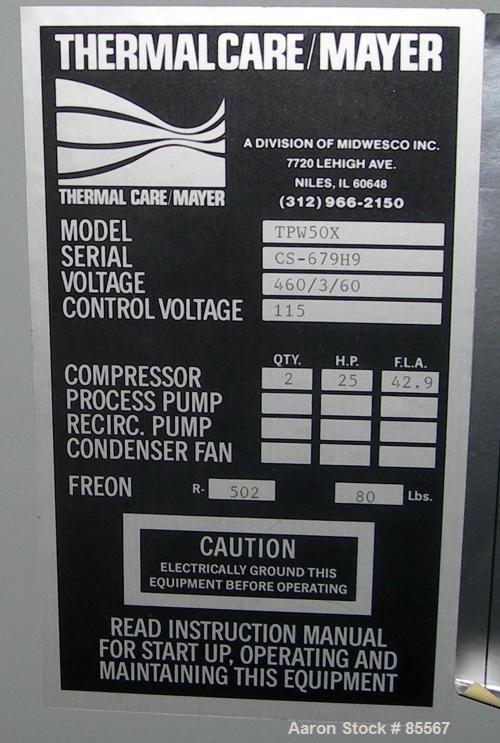 THERMAL CARE/MAYER
THERMAL CARE/MAYER
A DIVISION OF MIDWESCO INC.
7720 LEHIGH AVE.
NILES, IL 60648
(312) 966-2150
MODEL TPW50X
SERIAL CS-679H9
VOLTAGE 460/3/60
CONTROL VOLTAGE 115
QTY. H.P. F.L.A.
COMPRESSOR 2 25 42.9
PROCESS PUMP
RECIRC. PUMP
CONDENSER FAN
FREON R- 502 80 Lbs.
CAUTION
ELECTRICALLY GROUND THIS
EQUIPMENT BEFORE OPERATING
READ INSTRUCTION MANUAL
FOR START UP, OPERATING AND
MAINTAINING THIS EQUIPMENT
Aaron Stock # 85567